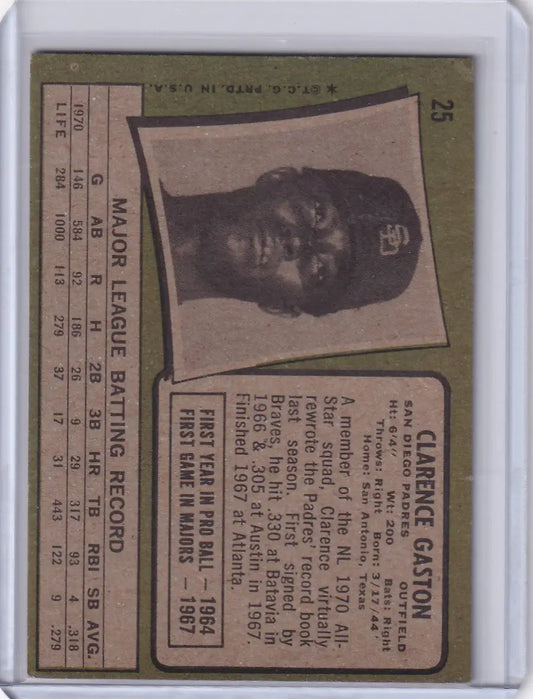 25
CLARENCE GASTON
SAN DIEGO PADRES OUTFIELD
Ht: 6'4" Wt: 200 Bats: Right
Throws: Right Born: 3/17/44
Home: San Antonio, Texas
A member of the NL 1970 All-
Star squad, Clarence virtually
rewrote the Padres' record book
last season. First signed by
Braves, he hit .330 at Batavia in
1966 & .305 at Austin in 1967.
Finished 1967 at Atlanta.
FIRST YEAR IN PRO BALL — 1964
FIRST GAME IN MAJORS — 1967
SD
MAJOR LEAGUE BATTING RECORD
G AB R H 2B 3B HR TB RBI SB AVG.
1970 146 584 92 186 26 9 29 317 93 4 .318
LIFE 284 1000 113 279 37 17 31 443 122 9 .279
*©T.C.G. PRTD. IN U.S.A.